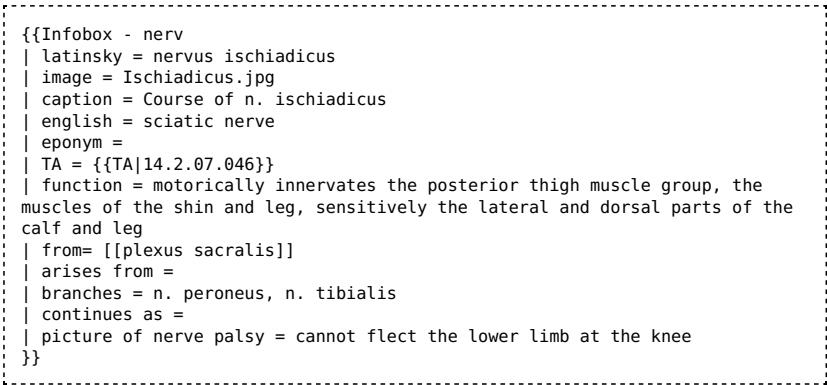 {{Infobox - nerv
| latinsky = nervus ischiadicus
| image = Ischiadicus.jpg
| caption = Course of n. ischiadicus
| english = sciatic nerve
| eponym =
| TA = {{TA|14.2.07.046}}
| function = motorically innervates the posterior thigh muscle group, the
muscles of the shin and leg, sensitively the lateral and dorsal parts of the
calf and leg
| from= [[plexus sacralis]]
| arises from =
| branches = n. peroneus, n. tibialis
| continues as =
| picture of nerve palsy = cannot flect the lower limb at the knee
}}